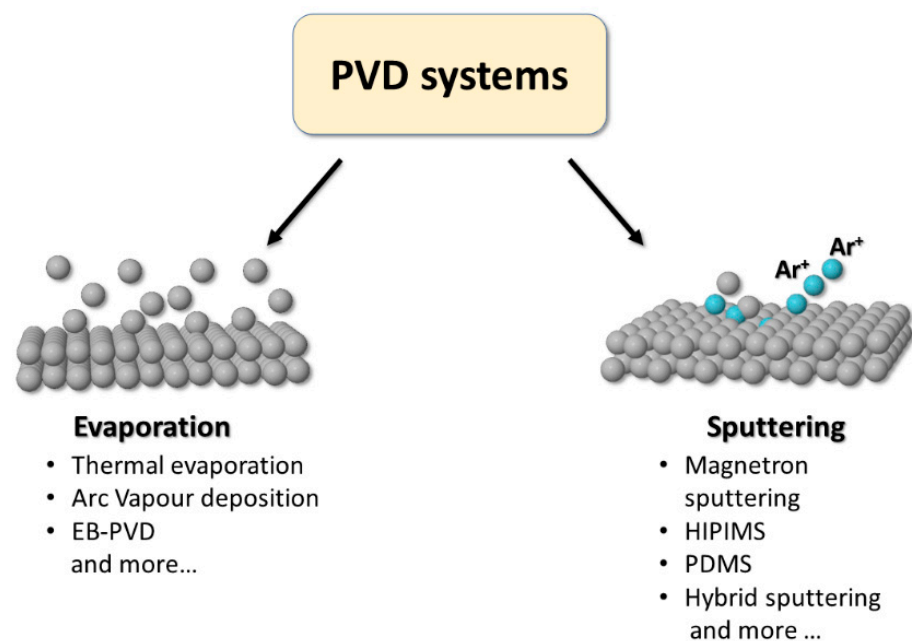 PVD systems
Ar⁺
Ar⁺
Evaporation
• Thermal evaporation
• Arc Vapour deposition
• EB-PVD
and more...
Sputtering
• Magnetron
sputtering
• HIPIMS
• PDMS
• Hybrid sputtering
and more ...